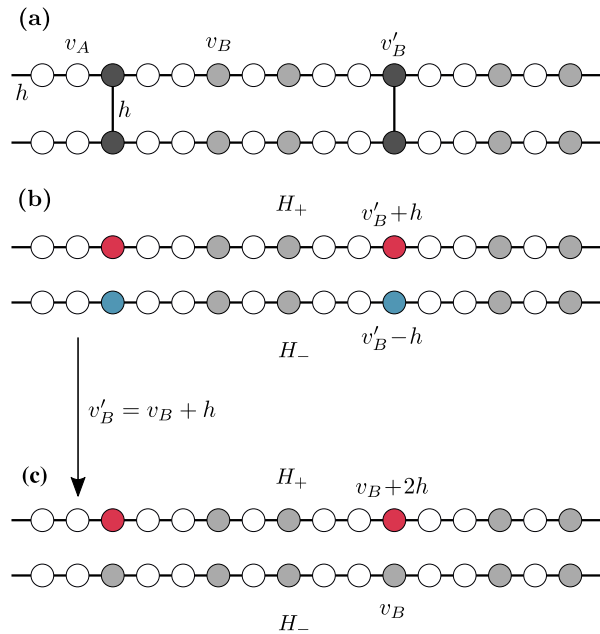 (a)
v_A v_B v'_B
h
h
(b)
H_+ v'_B+h
v'_B−h
H_−
v'_B = v_B + h
(c)
H_+ v_B+2h
v_B
H_−